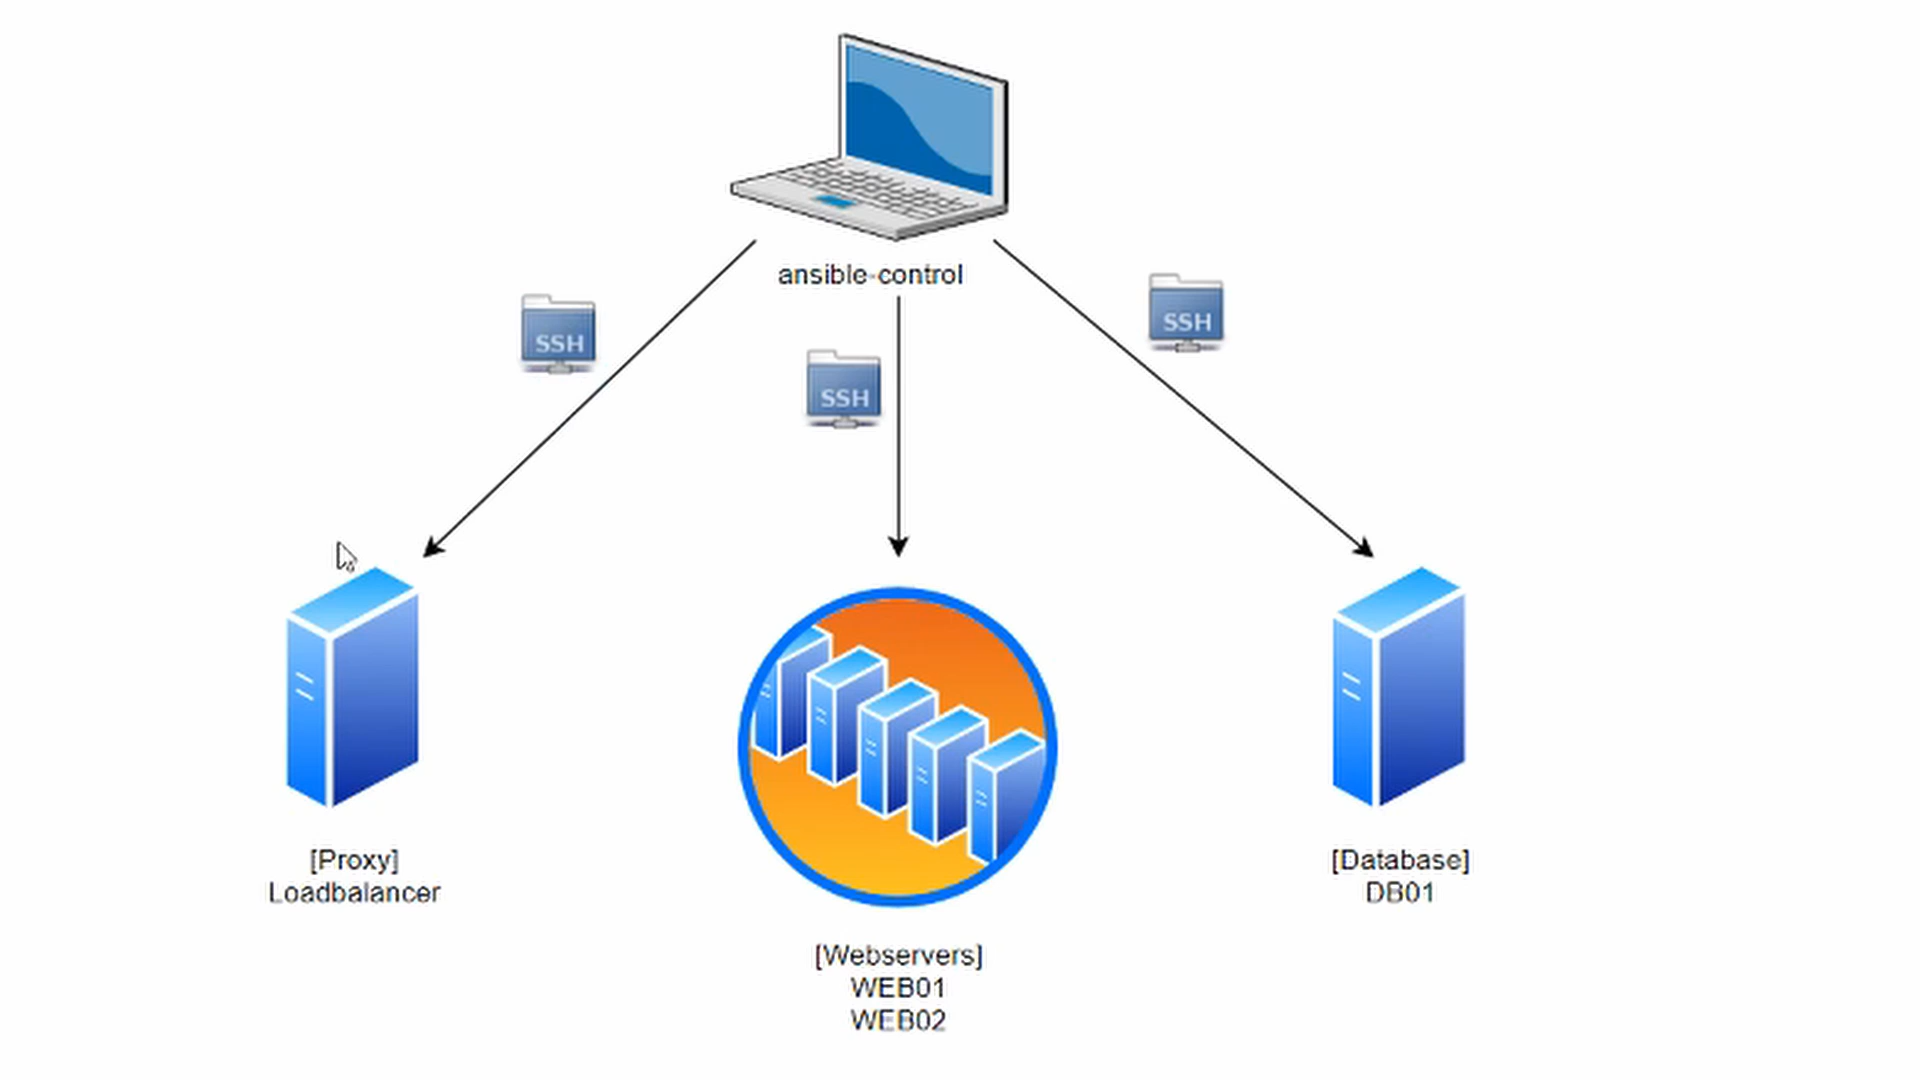 ansible-control
SSH
SSH
SSH
[Proxy]
Loadbalancer
[Webservers]
WEB01
WEB02
[Database]
DB01